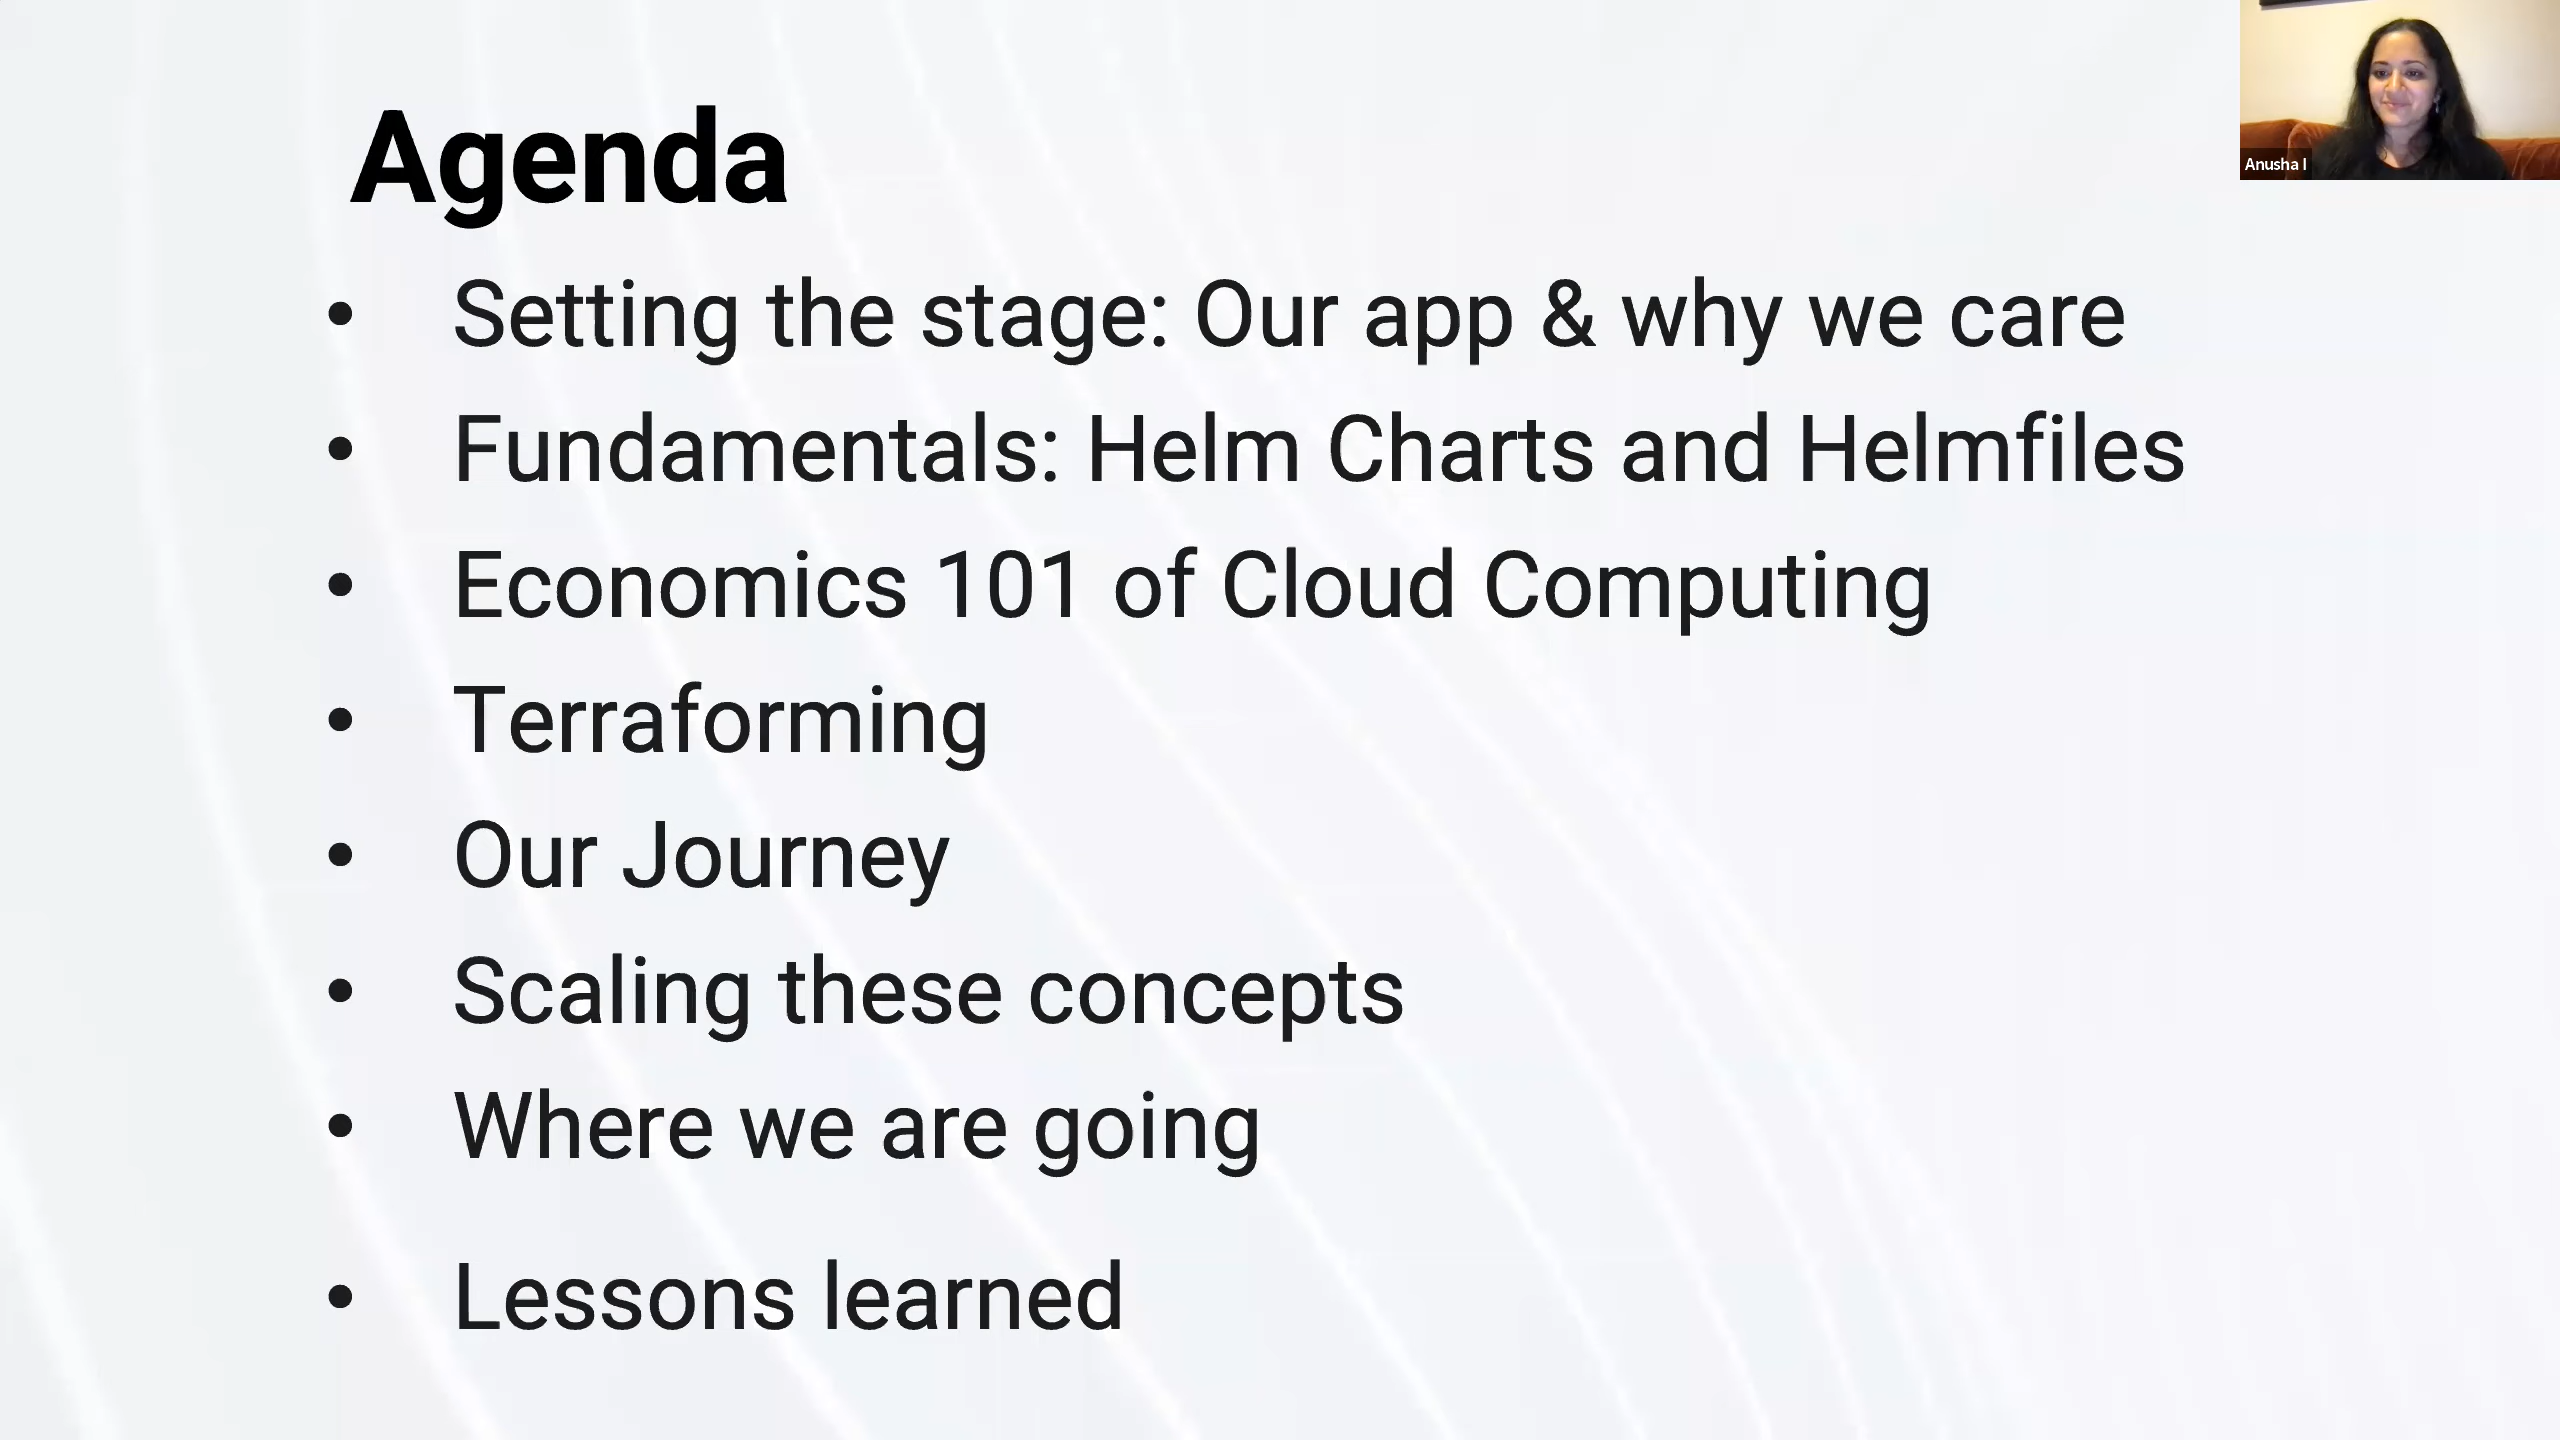 Agenda
• Setting the stage: Our app & why we care
• Fundamentals: Helm Charts and Helmfiles
• Economics 101 of Cloud Computing
• Terraforming
• Our Journey
• Scaling these concepts
• Where we are going
• Lessons learned
Anusha I